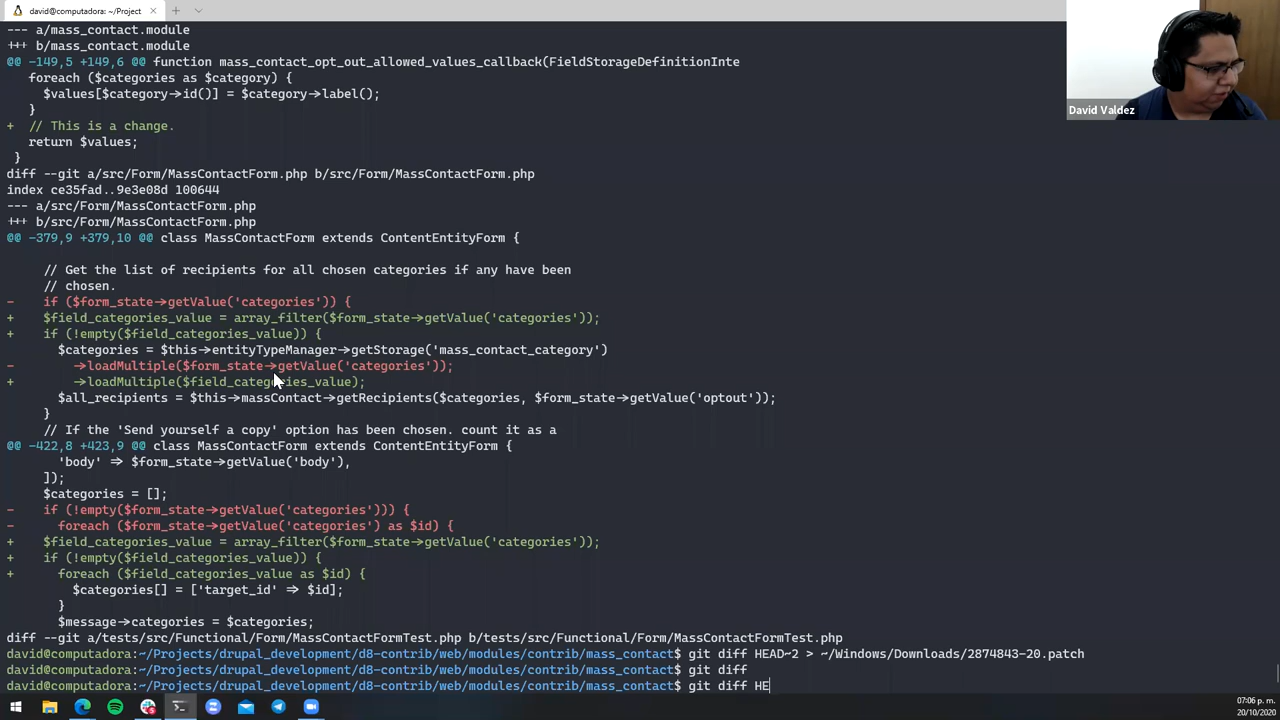 david@computadora: ~/Project
--- a/mass_contact.module
+++ b/mass_contact.module
@@ -149,5 +149,6 @@ function mass_contact_opt_out_allowed_values_callback(FieldStorageDefinitionInte
foreach ($categories as $category) {
$values[$category->id()] = $category->label();
}
+ // This is a change.
return $values;
}
diff --git a/src/Form/MassContactForm.php b/src/Form/MassContactForm.php
index ce35fad..9e3e08d 100644
--- a/src/Form/MassContactForm.php
+++ b/src/Form/MassContactForm.php
@@ -379,9 +379,10 @@ class MassContactForm extends ContentEntityForm {
// Get the list of recipients for all chosen categories if any have been
// chosen.
- if ($form_state->getValue('categories')) {
+ $field_categories_value = array_filter($form_state->getValue('categories'));
+ if (!empty($field_categories_value)) {
$categories = $this->entityTypeManager->getStorage('mass_contact_category')
- ->loadMultiple($form_state->getValue('categories'));
+ ->loadMultiple($field_categories_value);
$all_recipients = $this->massContact->getRecipients($categories, $form_state->getValue('optout'));
}
// If the 'Send yourself a copy' option has been chosen. count it as a
@@ -422,8 +423,9 @@ class MassContactForm extends ContentEntityForm {
'body' => $form_state->getValue('body'),
]);
$categories = [];
- if (!empty($form_state->getValue('categories'))) {
- foreach ($form_state->getValue('categories') as $id) {
+ $field_categories_value = array_filter($form_state->getValue('categories'));
+ if (!empty($field_categories_value)) {
+ foreach ($field_categories_value as $id) {
$categories[] = ['target_id' => $id];
}
$message->categories = $categories;
diff --git a/tests/src/Functional/Form/MassContactFormTest.php b/tests/src/Functional/Form/MassContactFormTest.php
david@computadora:~/Projects/drupal_development/d8-contrib/web/modules/contrib/mass_contact$ git diff HEAD~2 > ~/Windows/Downloads/2874843-20.patch
david@computadora:~/Projects/drupal_development/d8-contrib/web/modules/contrib/mass_contact$ git diff
david@computadora:~/Projects/drupal_development/d8-contrib/web/modules/contrib/mass_contact$ git diff HE
David Valdez
07:06 p. m.
20/10/2020